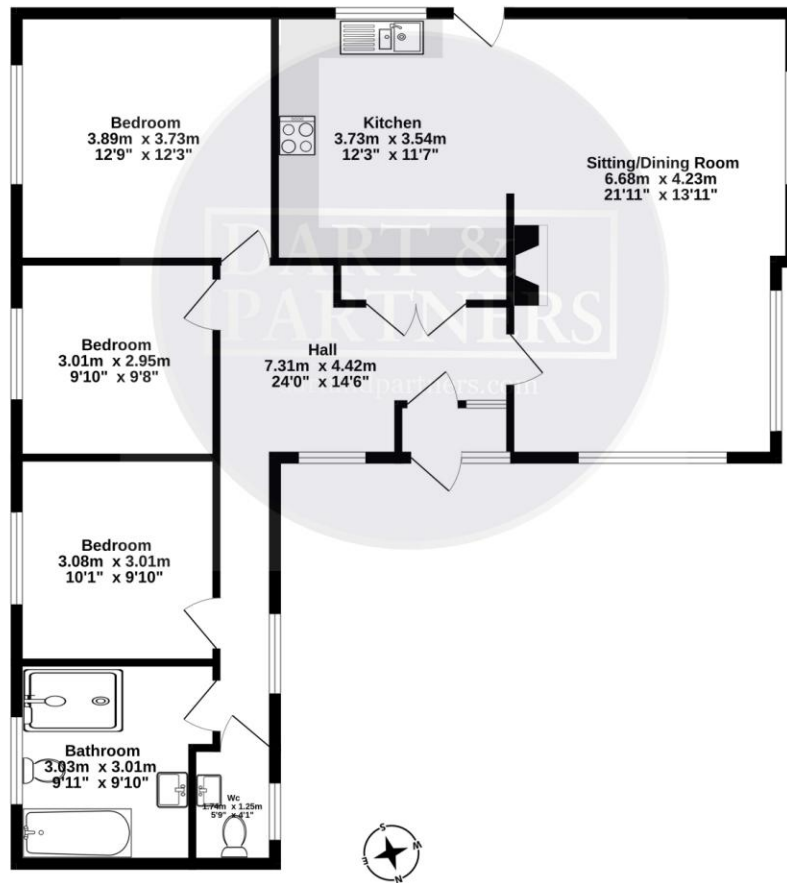 Bedroom
3.89m x 3.73m
12'9" x 12'3"
Kitchen
3.73m x 3.54m
12'3" x 11'7"
Sitting/Dining Room
6.68m x 4.23m
21'11" x 13'11"
DART &
PARTNERS
Bedroom
3.01m x 2.95m
9'10" x 9'8"
Hall
7.31m x 4.42m
24'0" x 14'6"
Bedroom
3.08m x 3.01m
10'1" x 9'10"
Bathroom
3.03m x 3.01m
9'11" x 9'10"
Wc
1.74m x 1.25m
5'9" x 4'1"
S
W
E
N